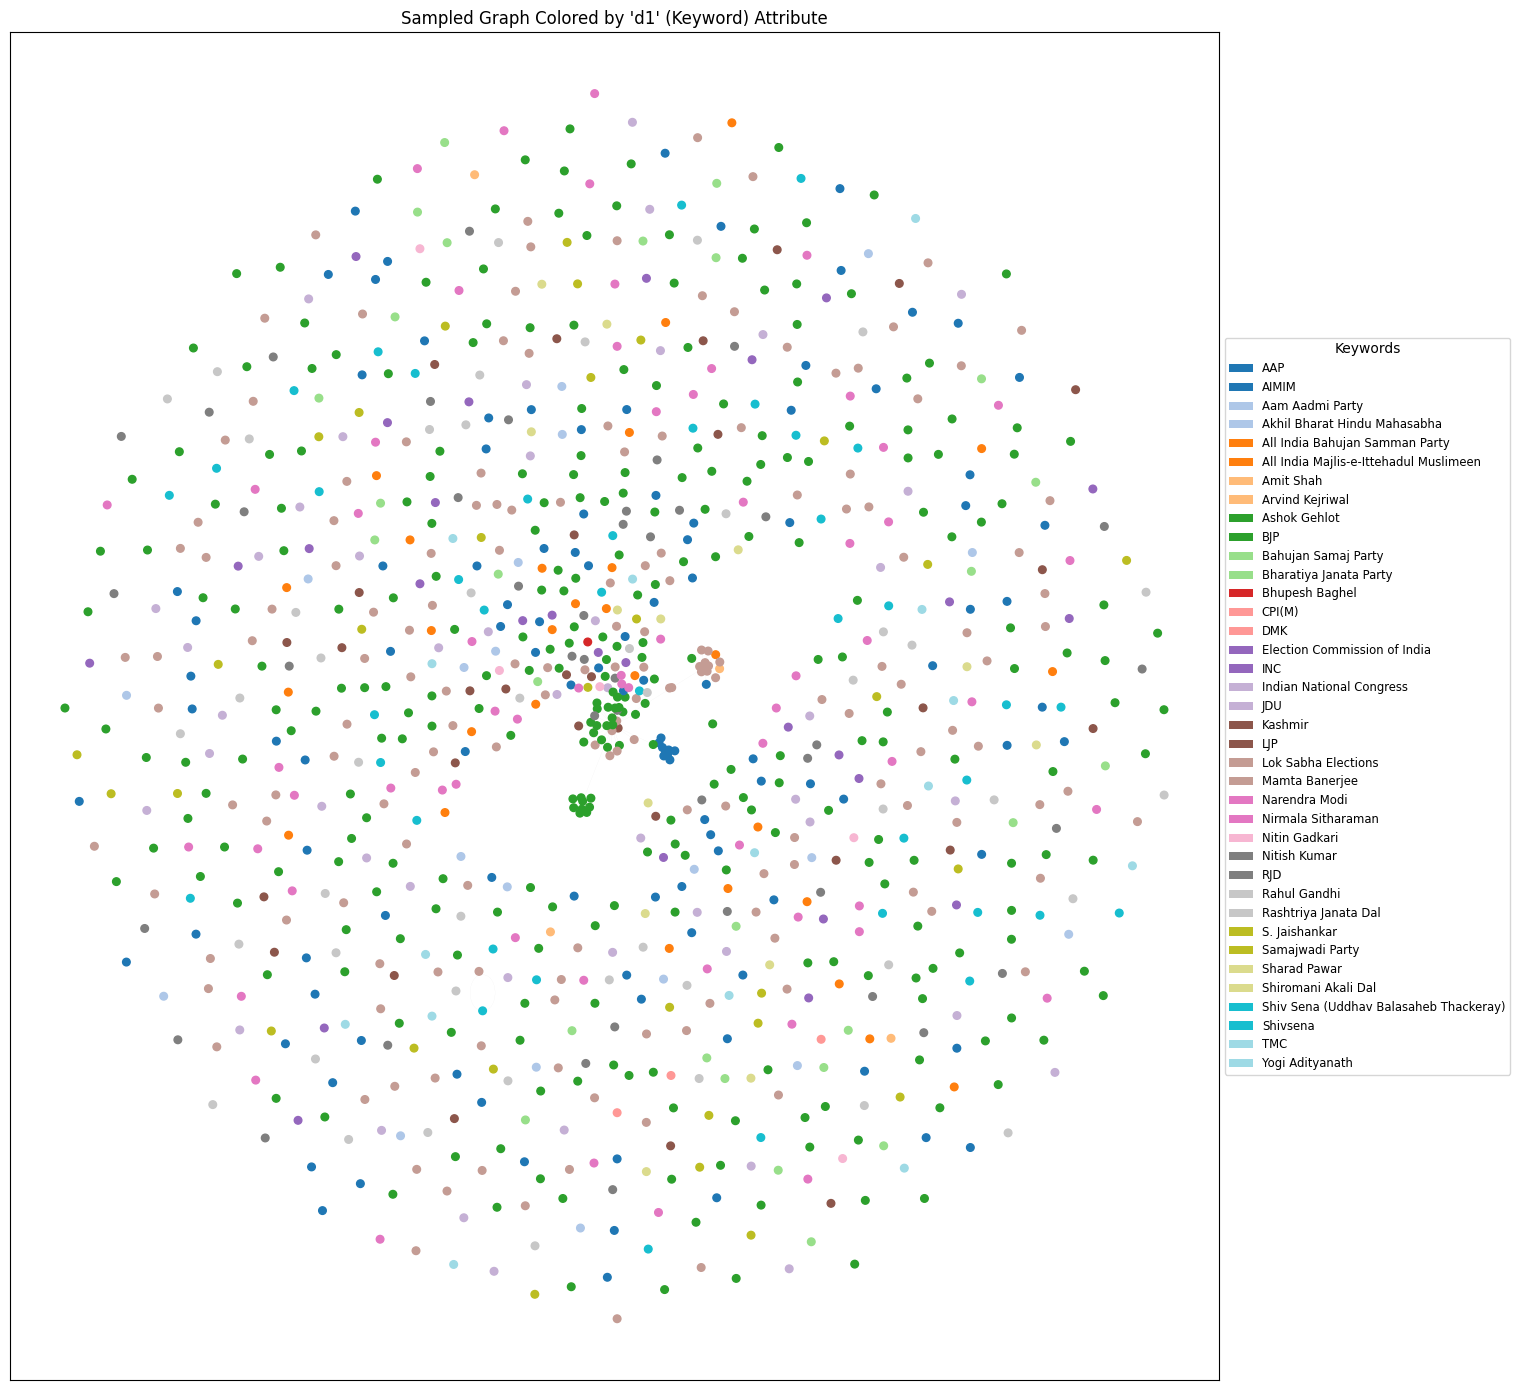 Sampled Graph Colored by 'd1' (Keyword) Attribute
Keywords
AAP
AIMIM
Aam Aadmi Party
Akhil Bharat Hindu Mahasabha
All India Bahujan Samman Party
All India Majlis-e-Ittehadul Muslimeen
Amit Shah
Arvind Kejriwal
Ashok Gehlot
BJP
Bahujan Samaj Party
Bharatiya Janata Party
Bhupesh Baghel
CPI(M)
DMK
Election Commission of India
INC
Indian National Congress
JDU
Kashmir
LJP
Lok Sabha Elections
Mamta Banerjee
Narendra Modi
Nirmala Sitharaman
Nitin Gadkari
Nitish Kumar
RJD
Rahul Gandhi
Rashtriya Janata Dal
S. Jaishankar
Samajwadi Party
Sharad Pawar
Shiromani Akali Dal
Shiv Sena (Uddhav Balasaheb Thackeray)
Shivsena
TMC
Yogi Adityanath